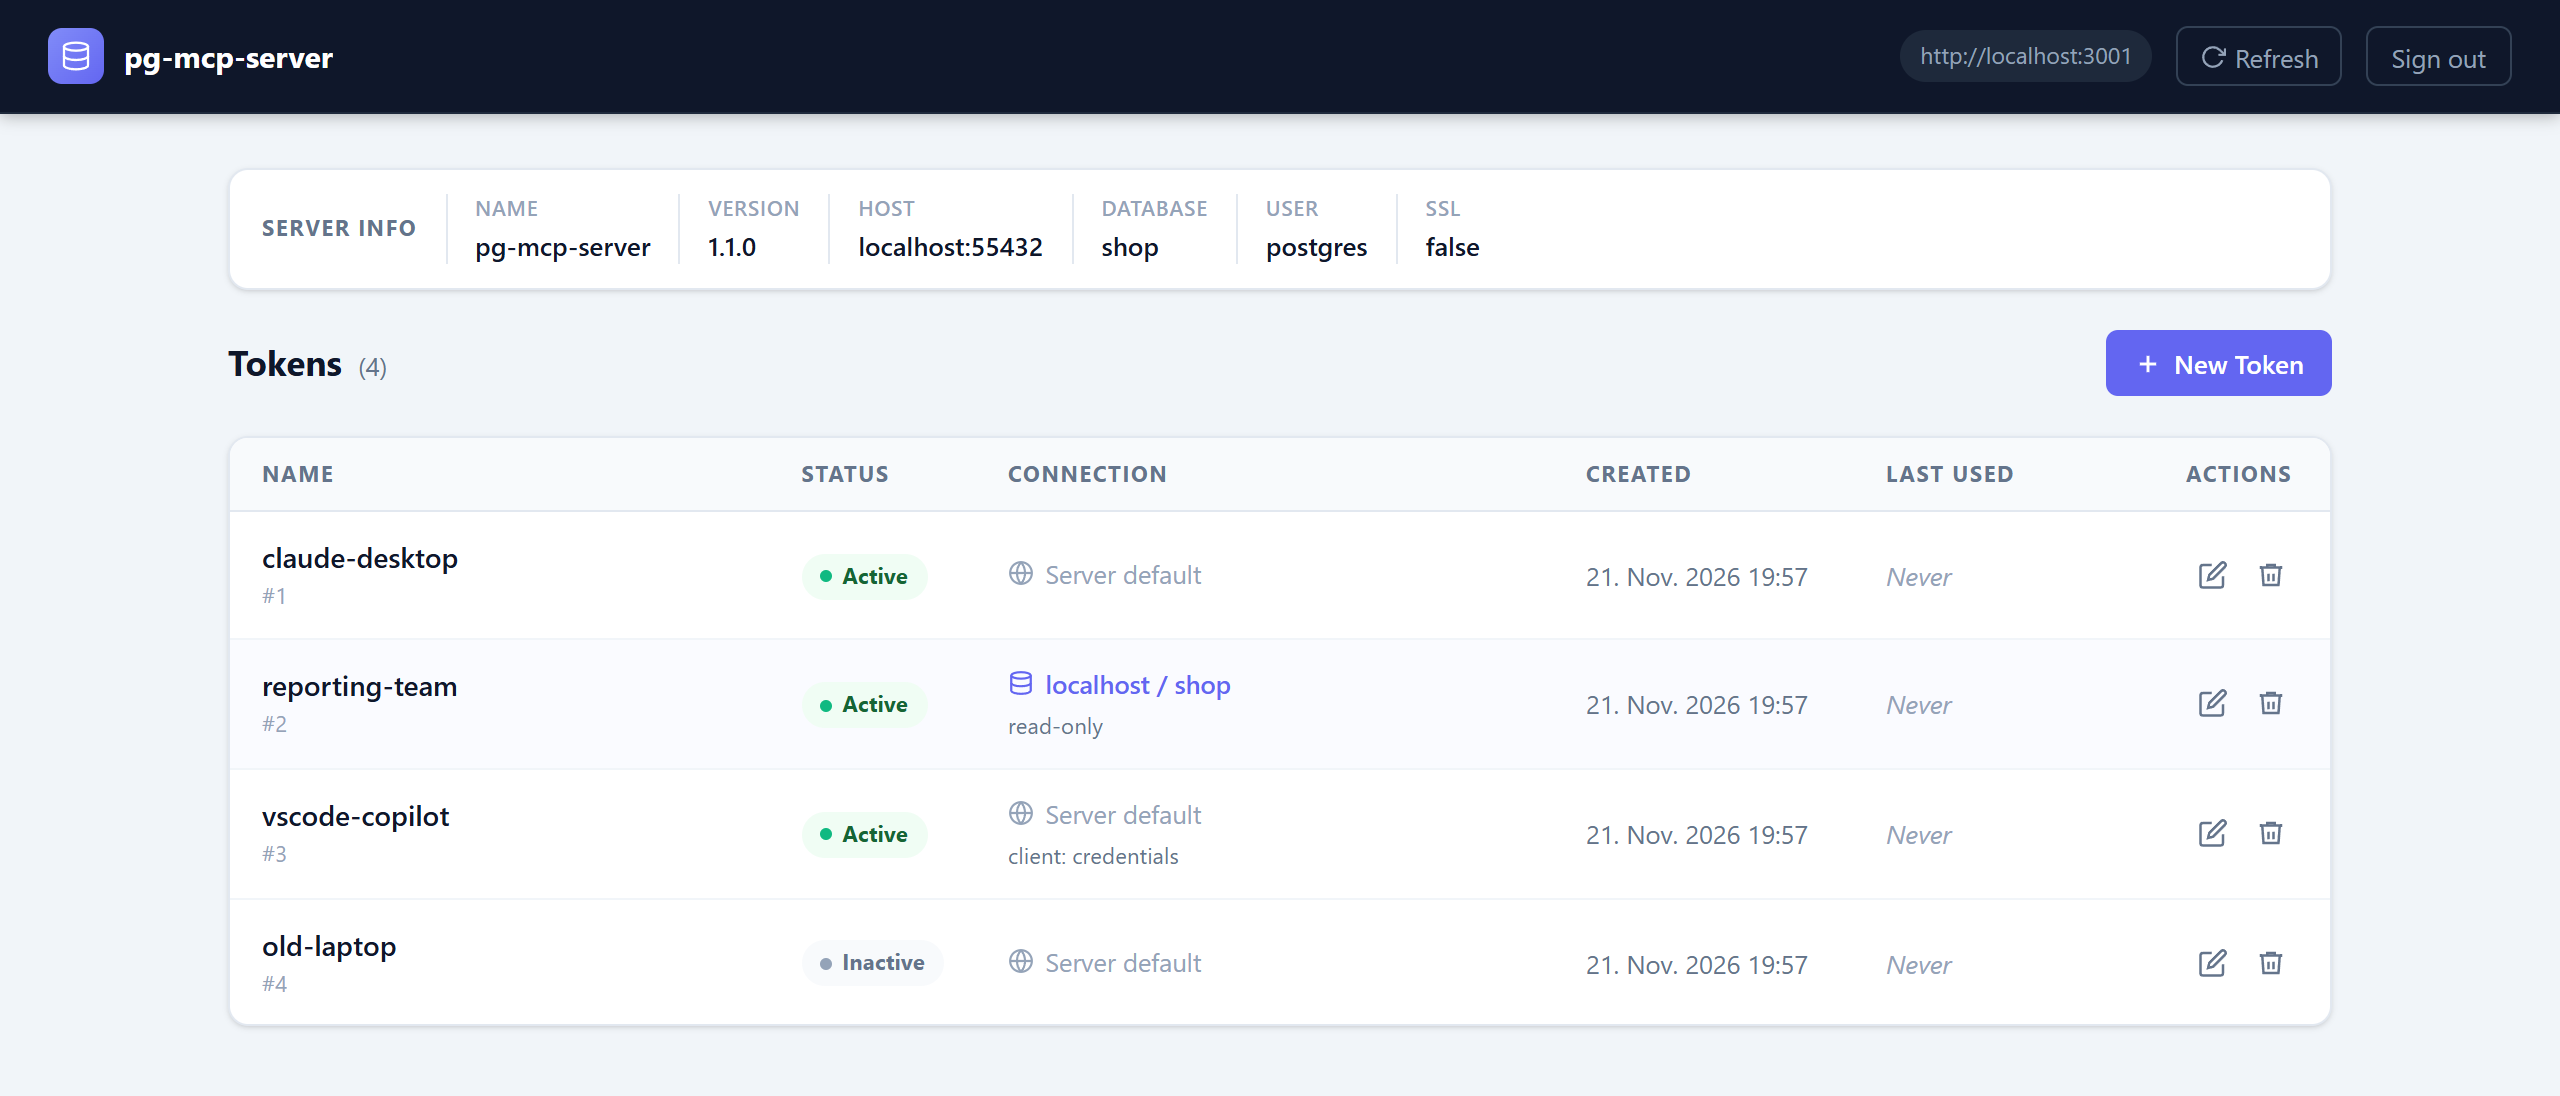 pg-mcp-server
http://localhost:3001
Refresh
Sign out
SERVER INFO
NAME
pg-mcp-server
VERSION
1.1.0
HOST
localhost:55432
DATABASE
shop
USER
postgres
SSL
false
Tokens (4)
+ New Token
NAME STATUS CONNECTION CREATED LAST USED ACTIONS
claude-desktop
#1
Active
Server default
21. Nov. 2026 19:57
Never
reporting-team
#2
Active
localhost / shop
read-only
21. Nov. 2026 19:57
Never
vscode-copilot
#3
Active
Server default
client: credentials
21. Nov. 2026 19:57
Never
old-laptop
#4
Inactive
Server default
21. Nov. 2026 19:57
Never